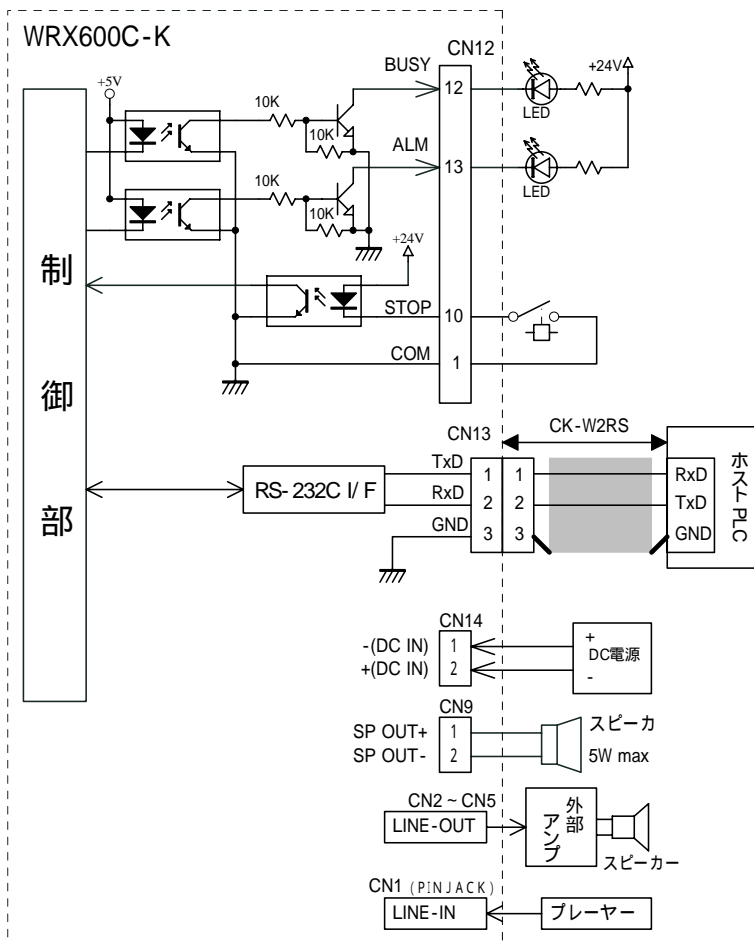 WRX600C-K
CN12
BUSY
+24V
+5V
10K
12
LED
10K
ALM
13
10K
LED
10K
+24V
制御部
STOP
10
COM
1
CN13
CK-W2RS
TxD
1
1
RxD
RS-232C I/F
RxD
2
2
TxD
GND
3
3
GND
ホストPLC
CN14
-(DC IN)
1
+
+(DC IN)
2
DC電源
-
CN9
SP OUT+
1
スピーカ
SP OUT-
2
5W max
CN2 ~ CN5
LINE-OUT
外部アンプ
スピーカー
CN1 (PINJACK)
LINE-IN
プレーヤー